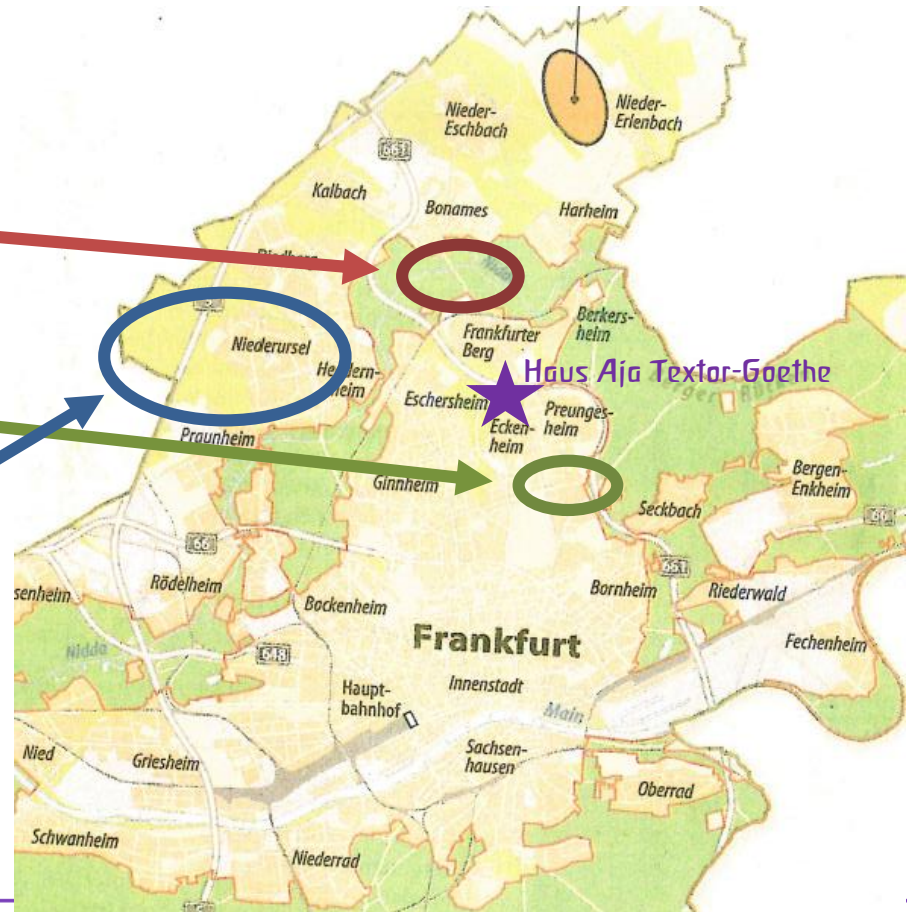 Nieder-
Eschbach
Nieder-
Erlenbach
661
Kalbach
Bonames
Harheim
Nidda
Niederursel
Frankfurter
Berg
Berkers-
heim
Haus Aja Textor-Goethe
Eschersheim
Ecken-
heim
Preunges-
heim
Praunheim
Ginnheim
Seckbach
Bergen-
Enkheim
66
66
661
Rödelheim
Bockenheim
Bornheim
Riederwald
Fechenheim
senheim
Nidda
648
Frankfurt
Innenstadt
Haupt-
bahnhof
Main
Nied
Griesheim
Sachsen-
hausen
Oberrad
Schwanheim
Niederrad